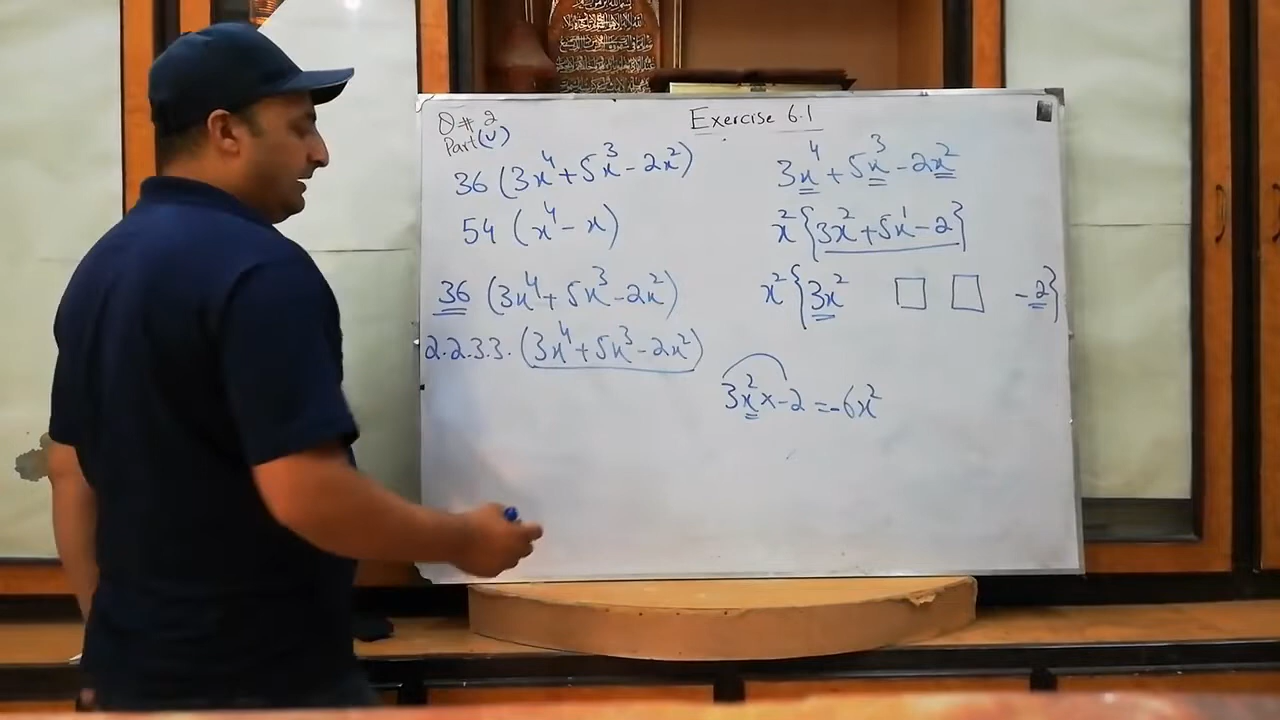 Q # 2
Part (V)
Exercise 6.1
36 (3x⁴ + 5x³ - 2x²)
54 (x⁴ - x)
36 (3x⁴ + 5x³ - 2x²)
2.2.3.3. (3x⁴ + 5x³ - 2x²)
3x⁴ + 5x³ - 2x²
x² {3x² + 5x¹ - 2}
x² {3x² □ □ - 2}
3x² x - 2 = - 6x²